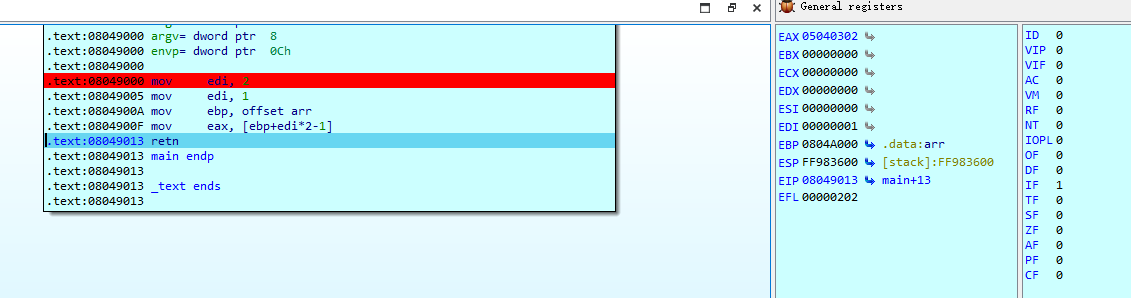 General registers
.text:08049000 argv= dword ptr  8
.text:08049000 envp= dword ptr  0Ch
.text:08049000
.text:08049000 mov     edi, 2
.text:08049005 mov     edi, 1
.text:0804900A mov     ebp, offset arr
.text:0804900F mov     eax, [ebp+edi*2-1]
.text:08049013 retn
.text:08049013 main endp
.text:08049013
.text:08049013 _text ends
.text:08049013
EAX 05040302
EBX 00000000
ECX 00000000
EDX 00000000
ESI 00000000
EDI 00000001
EBP 0804A000 .data:arr
ESP FF983600 [stack]:FF983600
EIP 08049013 main+13
EFL 00000202
ID 0
VIP 0
VIF 0
AC 0
VM 0
RF 0
NT 0
IOPL 0
OF 0
DF 0
IF 1
TF 0
SF 0
ZF 0
AF 0
PF 0
CF 0